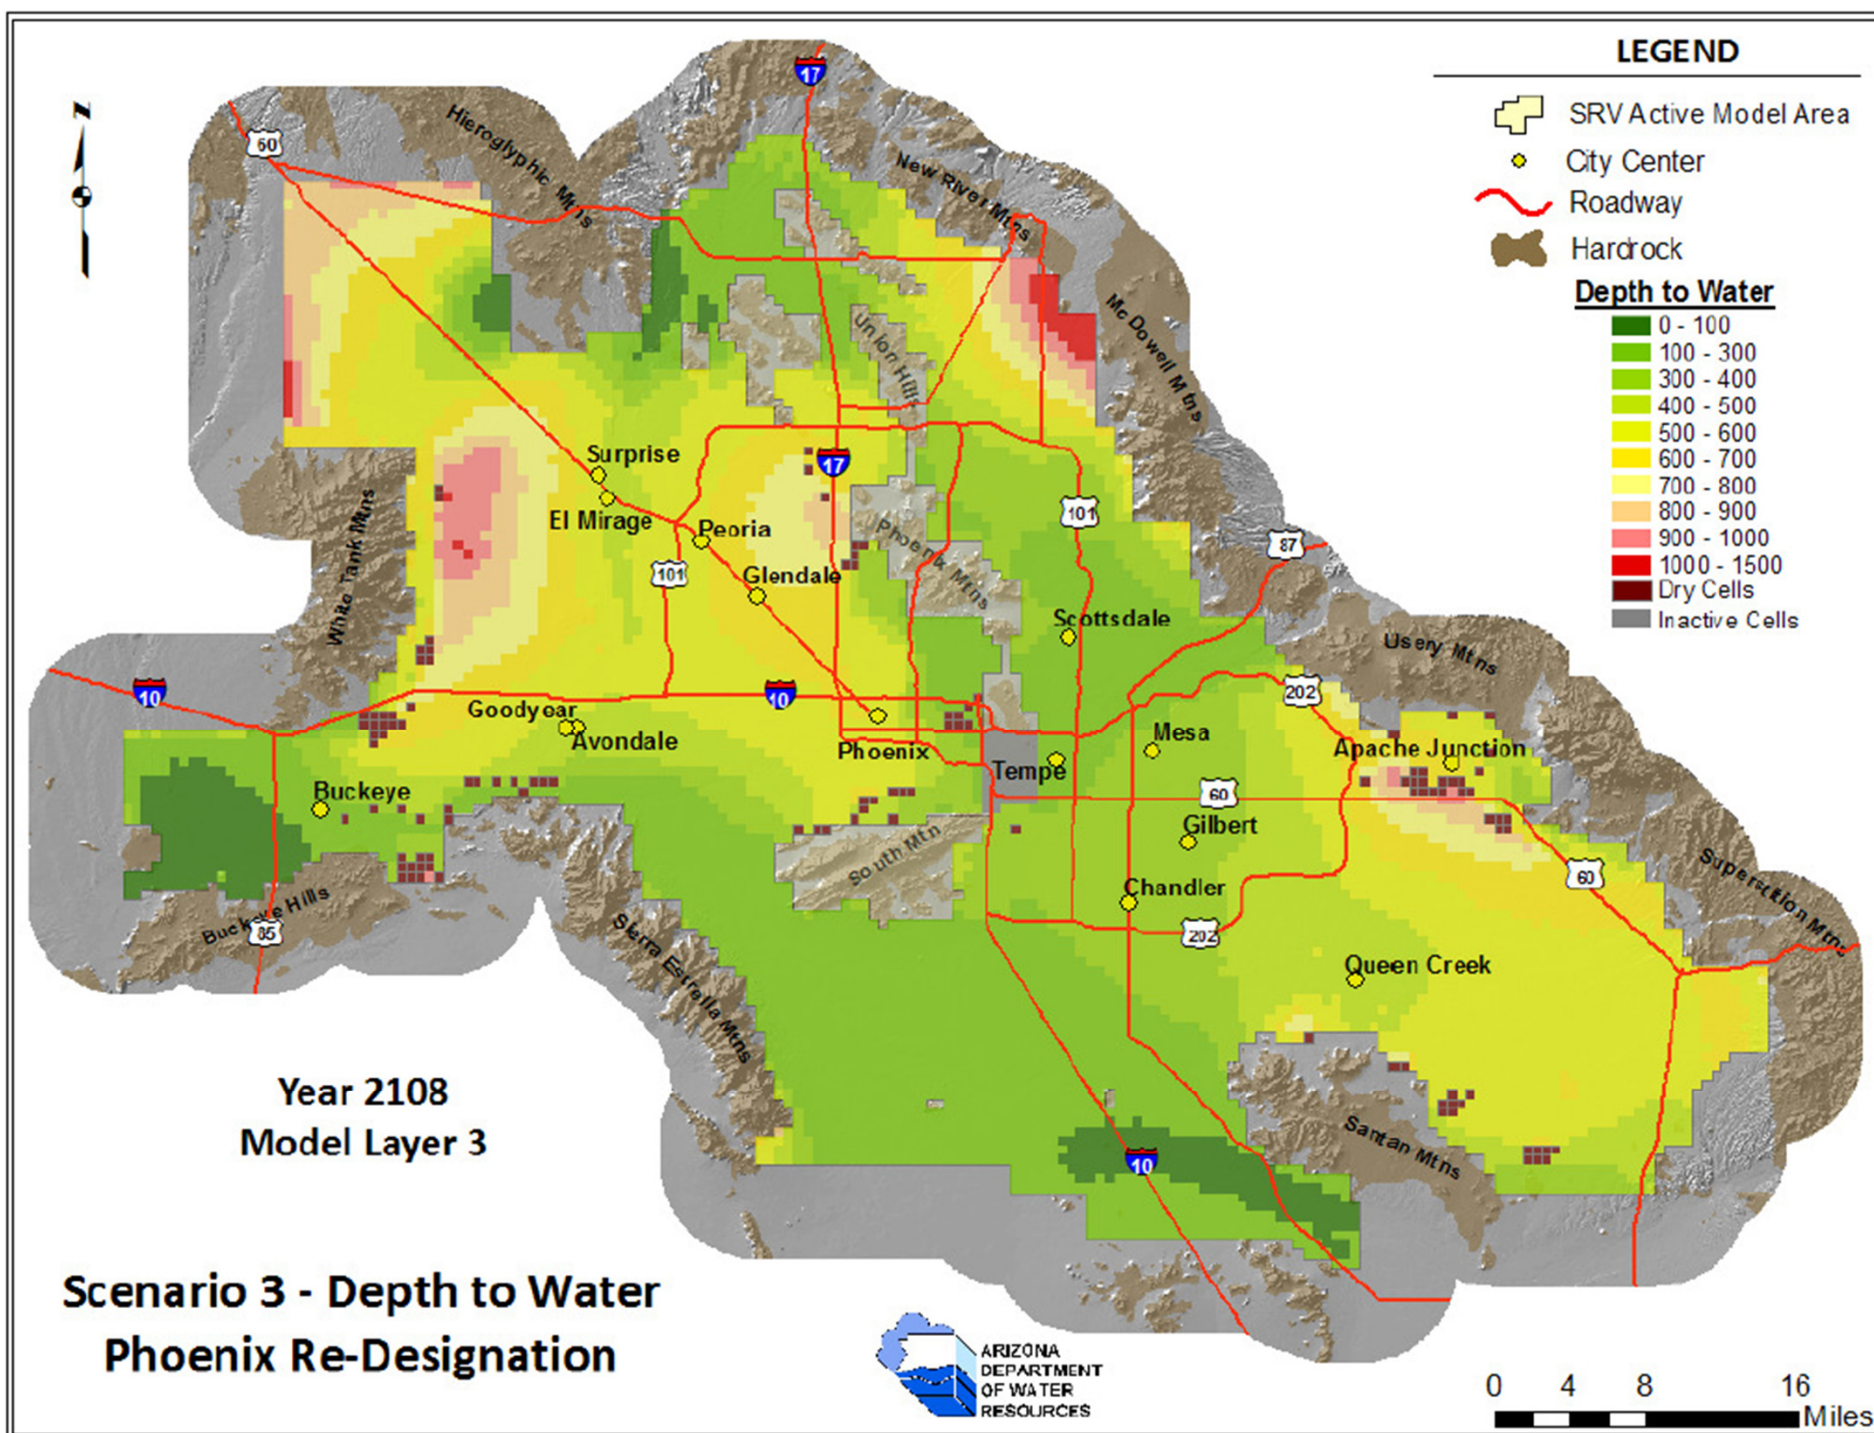 LEGEND
SRV Active Model Area
City Center
Roadway
Hardrock
Depth to Water
0 - 100
100 - 300
300 - 400
400 - 500
500 - 600
600 - 700
700 - 800
800 - 900
900 - 1000
1000 - 1500
Dry Cells
Inactive Cells
N
17
60
Hieroglyphic Mtns
New River Mtns
Mc Dowell Mtns
Union Hills
Surprise
17
El Mirage
Peoria
101
Phoenix Mtns
87
White Tank Mtns
101
Glendale
Scottsdale
Usery Mtns
10
10
202
Goodyear
Avondale
Phoenix
Mesa
Apache Junction
Tempe
Buckeye
60
Gilbert
South Mtn
60
Superstition Mtns
Chandler
Buckeye Hills
85
202
Sierra Estrella Mtns
Queen Creek
Year 2108
Model Layer 3
10
Santan Mtns
Scenario 3 - Depth to Water
Phoenix Re-Designation
ARIZONA
DEPARTMENT
OF WATER
RESOURCES
0 4 8 16
Miles